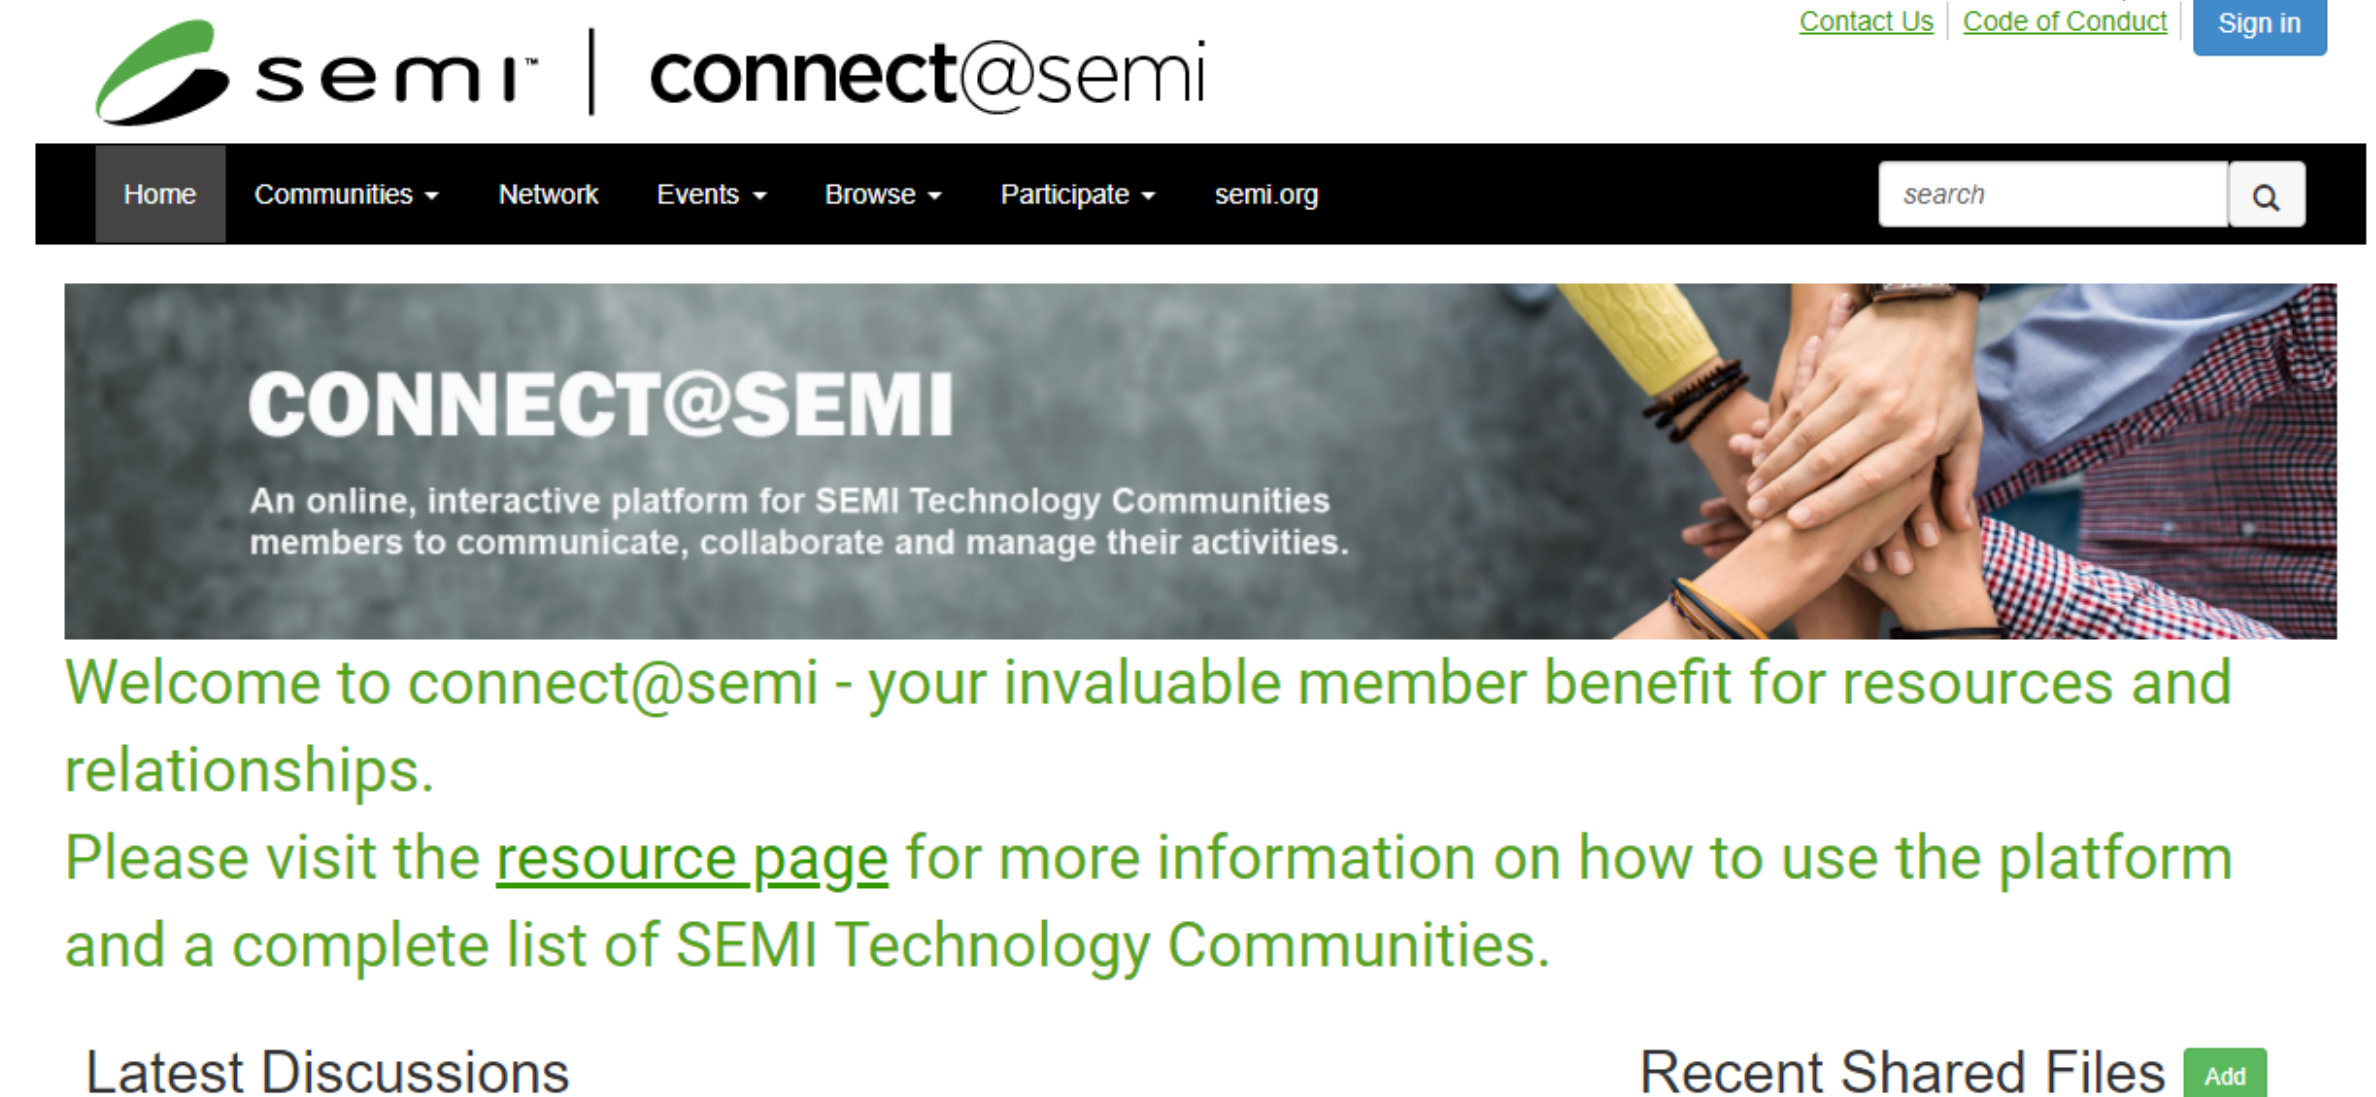 Contact Us
Code of Conduct
Sign in
semi™ | connect@semi
Home Communities Network Events Browse Participate semi.org search
CONNECT@SEMI
An online, interactive platform for SEMI Technology Communities
members to communicate, collaborate and manage their activities.
Welcome to connect@semi - your invaluable member benefit for resources and
relationships.
Please visit the resource page for more information on how to use the platform
and a complete list of SEMI Technology Communities.
Latest Discussions
Recent Shared Files Add